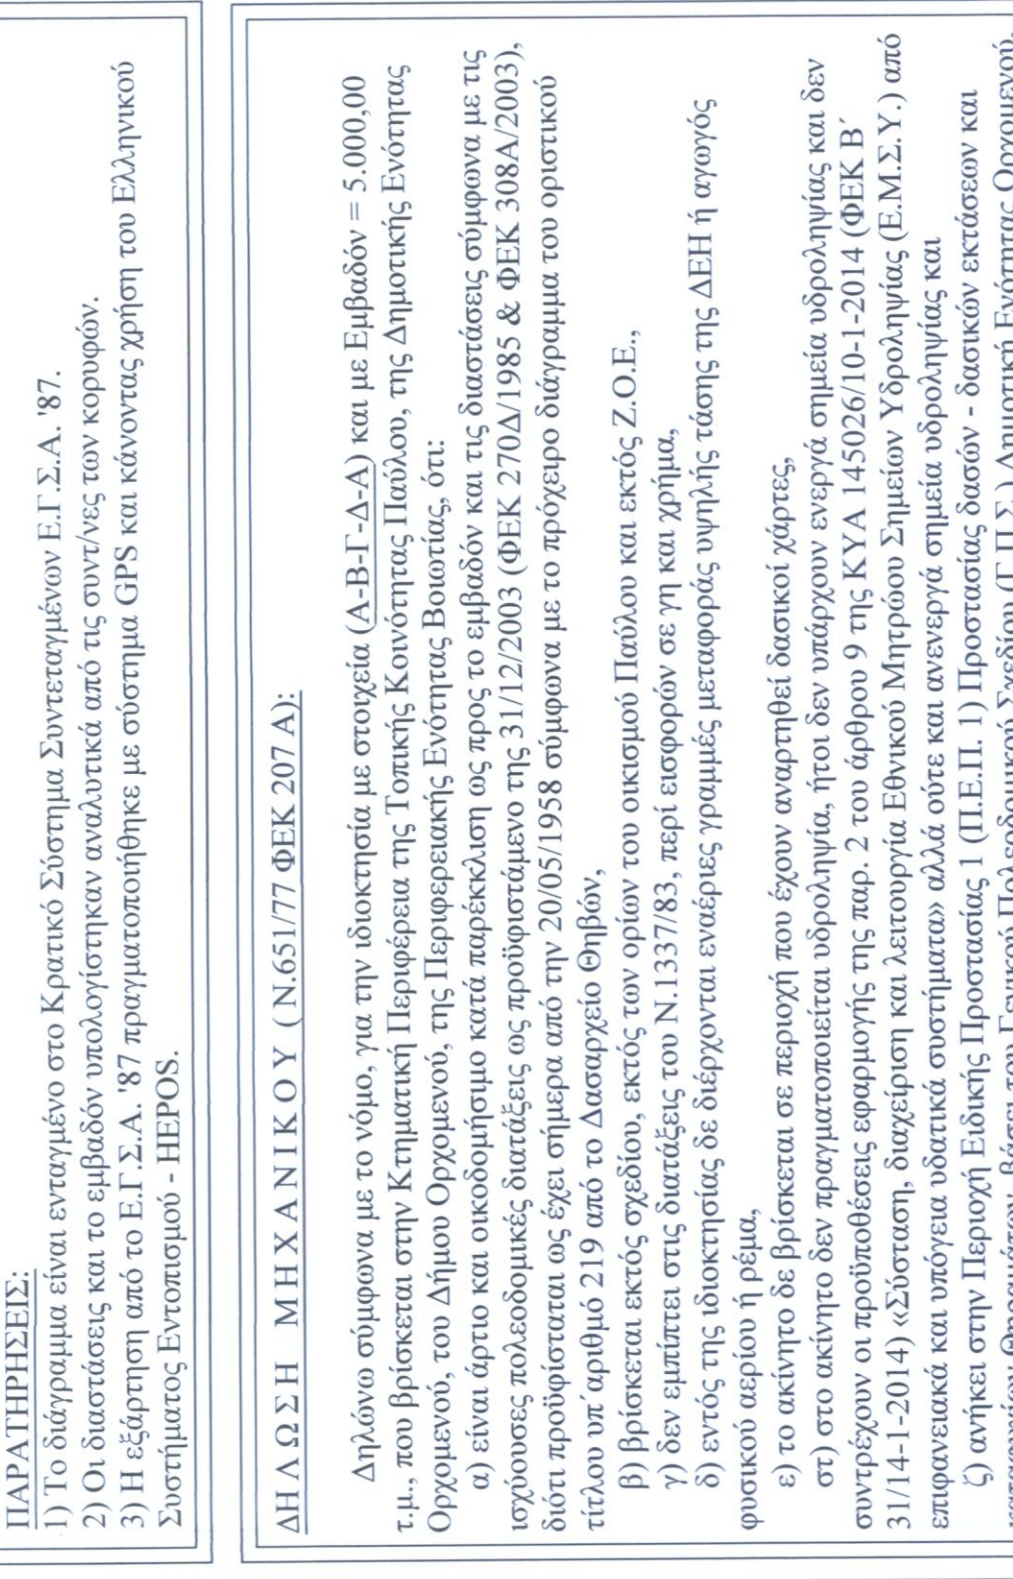 ΠΑΡΑΤΗΡΗΣΕΙΣ:
1) Το διάγραμμα είναι ενταγμένο στο Κρατικό Σύστημα Συντεταγμένων Ε.Γ.Σ.Α. '87.
2) Οι διαστάσεις και το εμβαδόν υπολογίστηκαν αναλυτικά από τις συντ/νες των κορυφών.
3) Η εξάρτηση από το Ε.Γ.Σ.Α. '87 πραγματοποιήθηκε με σύστημα GPS και κάνοντας χρήση του Ελληνικού
Συστήματος Εντοπισμού - HEPOS.
ΔΗΛΩΣΗ ΜΗΧΑΝΙΚΟΥ ( Ν.651/77 ΦΕΚ 207 Α):
Δηλώνω σύμφωνα με το νόμο, για την ιδιοκτησία με στοιχεία (Α-Β-Γ-Δ-Α) και με Εμβαδόν = 5.000,00
τ.μ., που βρίσκεται στην Κτηματική Περιφέρεια της Τοπικής Κοινότητας Παύλου, της Δημοτικής Ενότητας
Ορχομενού, του Δήμου Ορχομενού, της Περιφερειακής Ενότητας Βοιωτίας, ότι:
α) είναι άρτιο και οικοδομήσιμο κατά παρέκκλιση ως προς το εμβαδόν και τις διαστάσεις σύμφωνα με τις
ισχύουσες πολεοδομικές διατάξεις ως προϋφιστάμενο της 31/12/2003 (ΦΕΚ 270Δ/1985 & ΦΕΚ 308Α/2003),
διότι προϋφίσταται ως έχει σήμερα από την 20/05/1958 σύμφωνα με το πρόχειρο διάγραμμα του οριστικού
τίτλου υπ΄αριθμό 219 από το Δασαρχείο Θηβών,
β) βρίσκεται εκτός σχεδίου, εκτός των ορίων του οικισμού Παύλου και εκτός Ζ.Ο.Ε.,
γ) δεν εμπίπτει στις διατάξεις του Ν.1337/83, περί εισφορών σε γη και χρήμα,
δ) εντός της ιδιοκτησίας δε διέρχονται εναέριες γραμμές μεταφοράς υψηλής τάσης της ΔΕΗ ή αγωγός
φυσικού αερίου ή ρέμα,
ε) το ακίνητο δε βρίσκεται σε περιοχή που έχουν αναρτηθεί δασικοί χάρτες,
στ) στο ακίνητο δεν πραγματοποιείται υδροληψία, ήτοι δεν υπάρχουν ενεργά σημεία υδροληψίας και δεν
συντρέχουν οι προϋποθέσεις εφαρμογής της παρ. 2 του άρθρου 9 της ΚΥΑ 145026/10-1-2014 (ΦΕΚ Β΄
31/14-1-2014) «Σύσταση, διαχείριση και λειτουργία Εθνικού Μητρώου Σημείων Υδροληψίας (Ε.Μ.Σ.Υ.) από
επιφανειακά και υπόγεια υδατικά συστήματα» αλλά ούτε και ανενεργά σημεία υδροληψίας και
ζ) ανήκει στην Περιοχή Ειδικής Προστασίας 1 (Π.Ε.Π. 1) Προστασίας δασών - δασικών εκτάσεων και
καταφυγίων Θηραμάτων, βάσει του Γενικού Πολεοδομικού Σχεδίου (Γ.Π.Σ.) Δημοτική Ενότητας Ορχομενού,